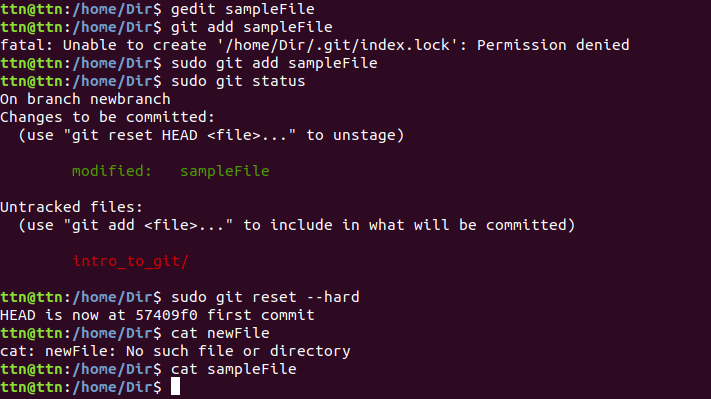 ttn@ttn:/home/Dir$ gedit sampleFile
ttn@ttn:/home/Dir$ git add sampleFile
fatal: Unable to create '/home/Dir/.git/index.lock': Permission denied
ttn@ttn:/home/Dir$ sudo git add sampleFile
ttn@ttn:/home/Dir$ sudo git status
On branch newbranch
Changes to be committed:
  (use "git reset HEAD <file>..." to unstage)
        modified:   sampleFile
Untracked files:
  (use "git add <file>..." to include in what will be committed)
        intro_to_git/
ttn@ttn:/home/Dir$ sudo git reset --hard
HEAD is now at 57409f0 first commit
ttn@ttn:/home/Dir$ cat newFile
cat: newFile: No such file or directory
ttn@ttn:/home/Dir$ cat sampleFile
ttn@ttn:/home/Dir$